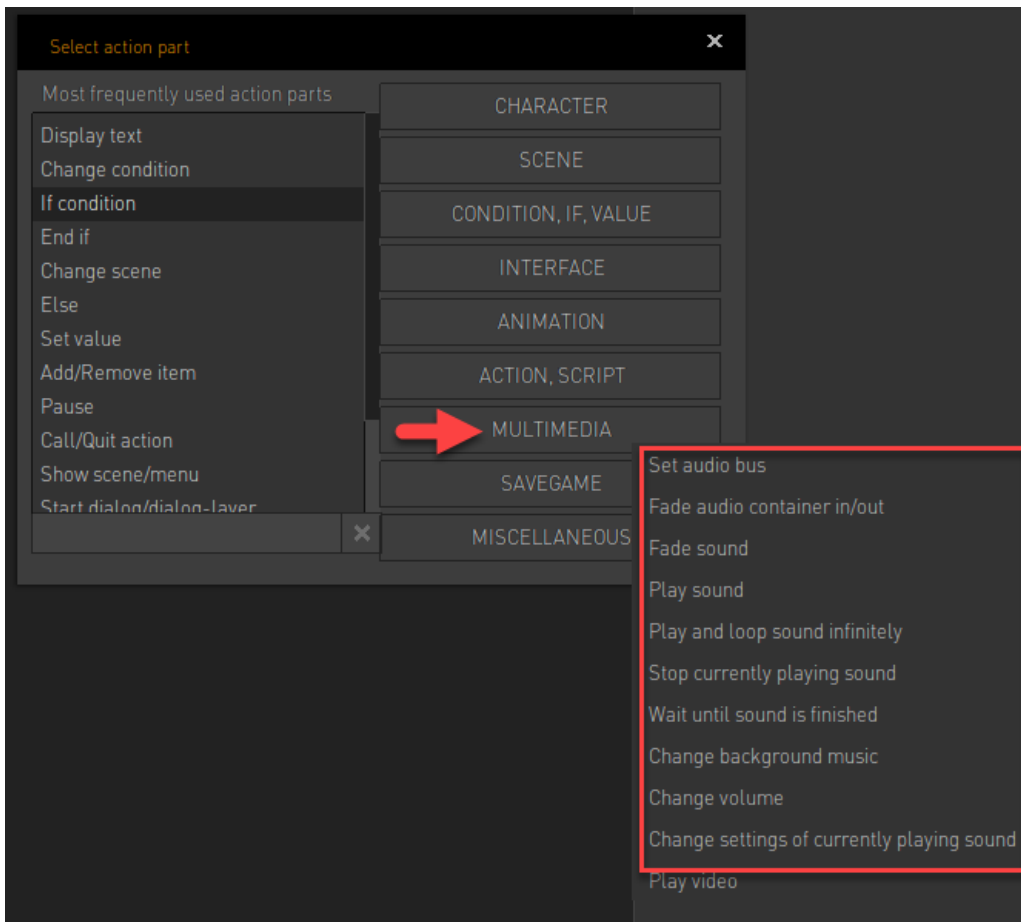 Select action part
Most frequently used action parts
Display text
Change condition
If condition
End if
Change scene
Else
Set value
Add/Remove item
Pause
Call/Quit action
Show scene/menu
Start dialog/dialog-layer
CHARACTER
SCENE
CONDITION, IF, VALUE
INTERFACE
ANIMATION
ACTION, SCRIPT
MULTIMEDIA
SAVEGAME
MISCELLANEOUS
Set audio bus
Fade audio container in/out
Fade sound
Play sound
Play and loop sound infinitely
Stop currently playing sound
Wait until sound is finished
Change background music
Change volume
Change settings of currently playing sound
Play video